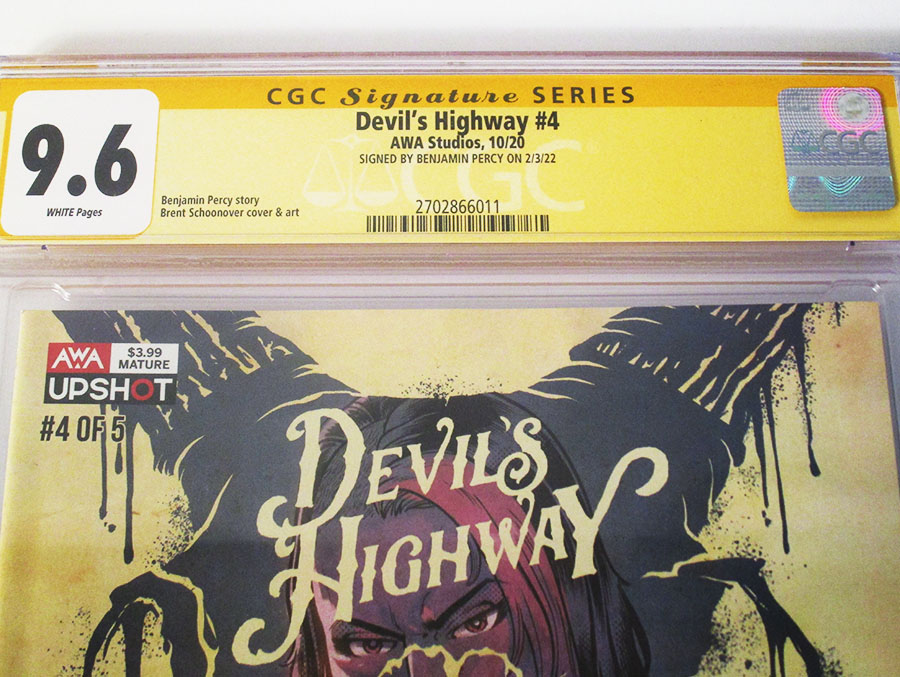 CGC Signature SERIES
Devil's Highway #4
AWA Studios, 10/20
SIGNED BY BENJAMIN PERCY ON 2/3/22
9.6
WHITE Pages
Benjamin Percy story
Brent Schoonover cover & art
2702866011
CGC
CGC
AWA
$3.99
MATURE
UPSHOT
#4 OF 5
DEVIL'S
HIGHWAY